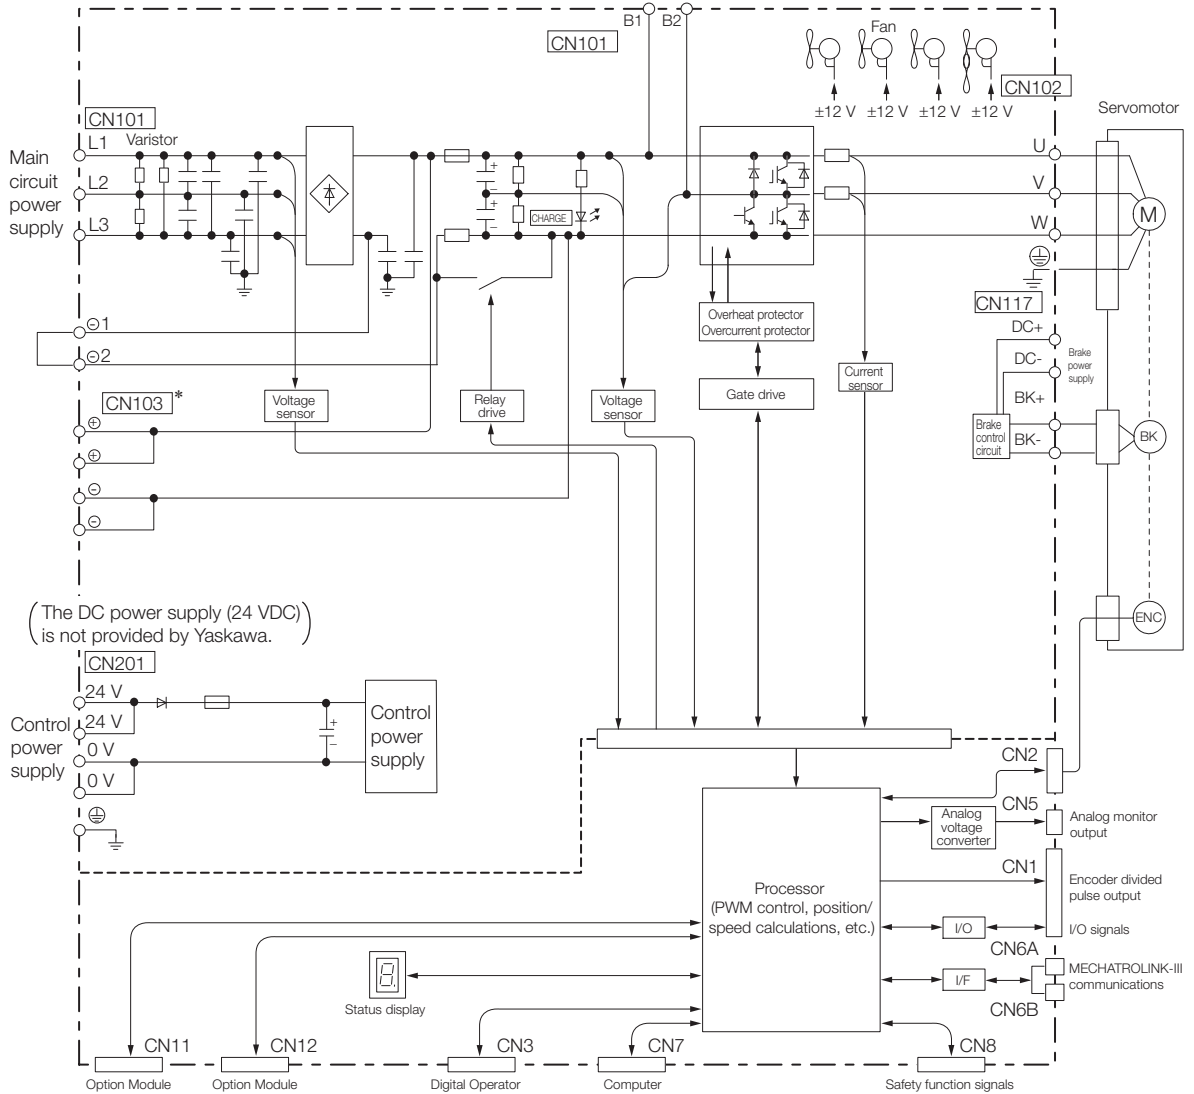 B1
B2
CN101
Fan
CN102
±12 V
±12 V
±12 V
±12 V
Servomotor
CN101
Main
circuit
power
supply
L1
Varistor
L2
L3
+
−
+
−
CHARGE
U
V
W
M
CN117
Overheat protector
Overcurrent protector
⊖1
⊖2
DC+
DC-
Brake
power
supply
BK+
BK-
Brake
control
circuit
BK
CN103*
Voltage
sensor
Relay
drive
Voltage
sensor
Gate drive
Current
sensor
⊕
⊕
⊖
⊖
ENC
(The DC power supply (24 VDC)
is not provided by Yaskawa.)
CN201
Control
power
supply
24 V
24 V
0 V
0 V
+
−
Control
power
supply
CN2
CN5
Analog
voltage
converter
Analog monitor
output
CN1
Encoder divided
pulse output
Processor
(PWM control, position/
speed calculations, etc.)
I/O
I/O signals
CN6A
I/F
MECHATROLINK-III
communications
CN6B
8.
Status display
CN11
Option Module
CN12
Option Module
CN3
Digital Operator
CN7
Computer
CN8
Safety function signals